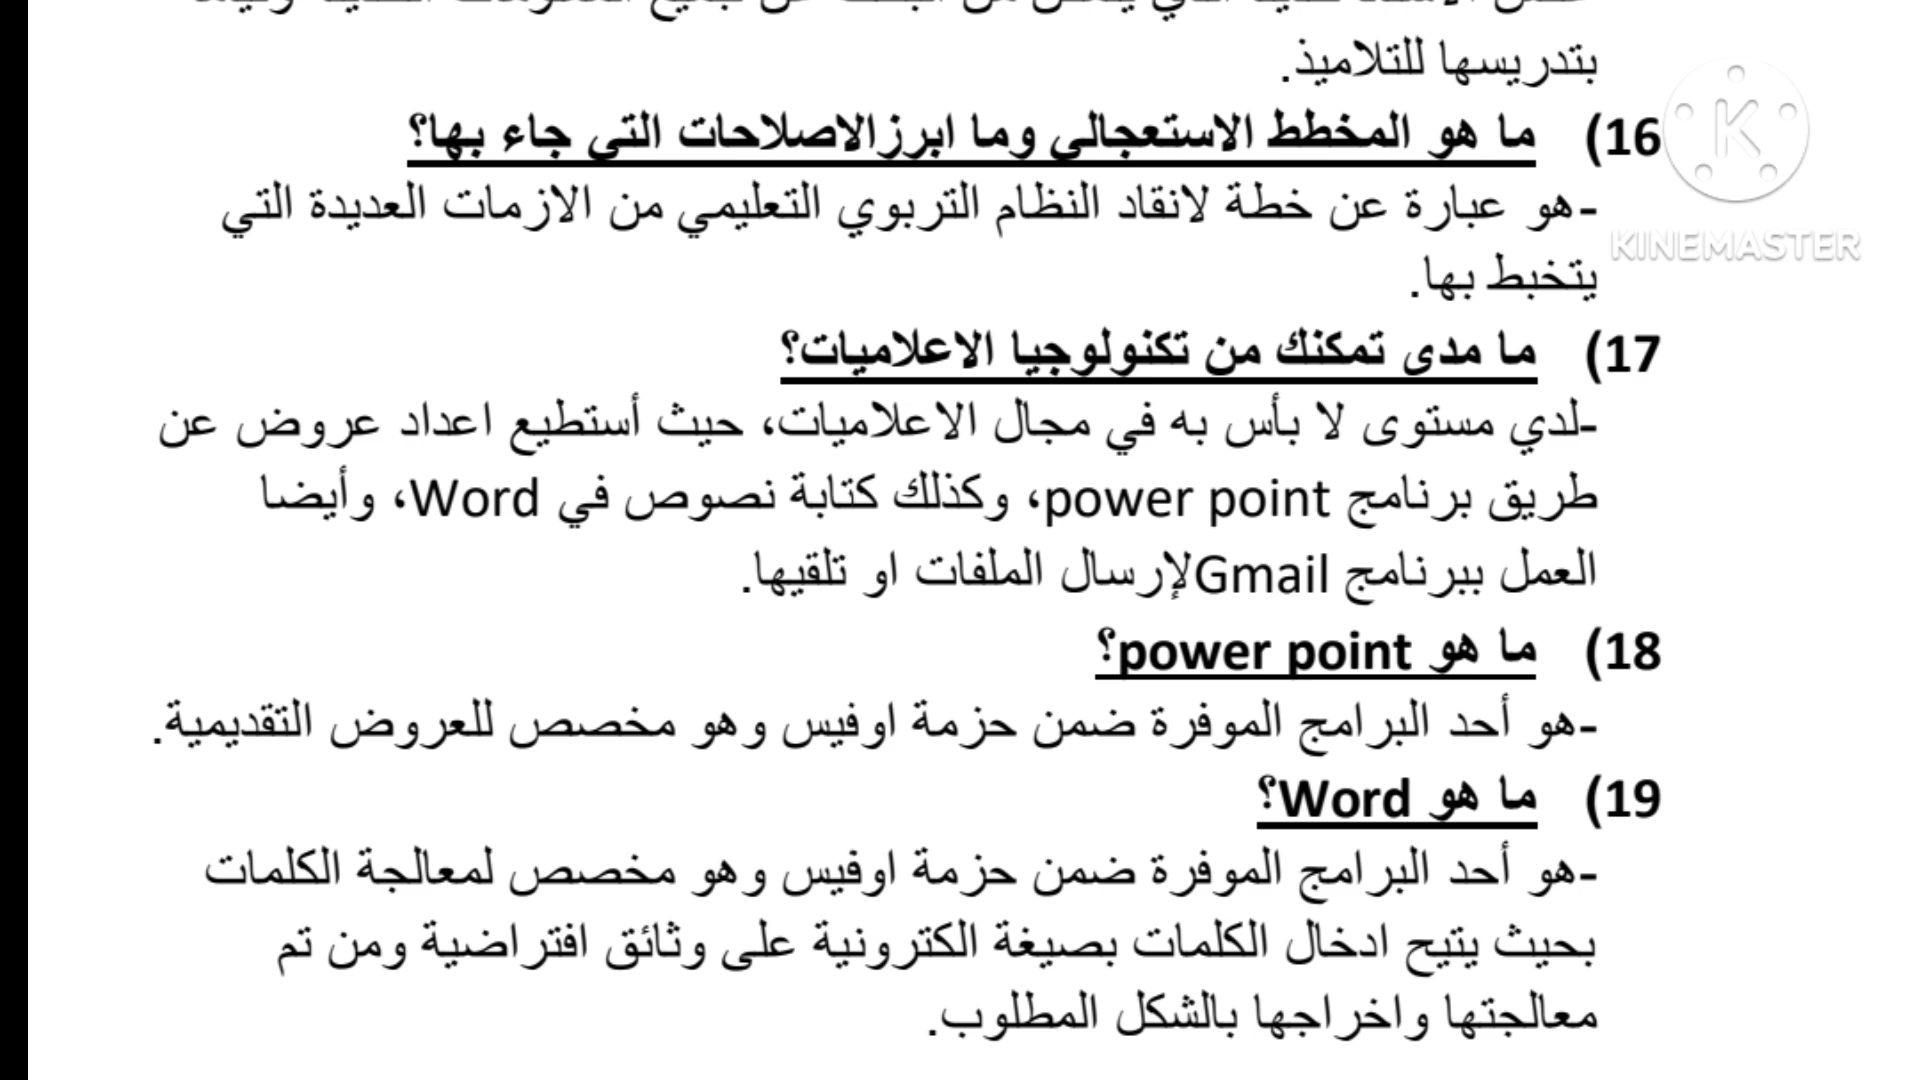 بتدريسها للتلاميذ.
16) ما هو المخطط الاستعجالي وما ابرزالاصلاحات التي جاء بها؟
-هو عبارة عن خطة لانقاد النظام التربوي التعليمي من الازمات العديدة التي
يتخبط بها.
17) ما مدى تمكنك من تكنولوجيا الاعلاميات؟
-لدي مستوى لا بأس به في مجال الاعلاميات، حيث أستطيع اعداد عروض عن
طريق برنامج power point، وكذلك كتابة نصوص في Word، وأيضا
العمل ببرنامج Gmailلإرسال الملفات او تلقيها.
18) ما هو power point؟
-هو أحد البرامج الموفرة ضمن حزمة اوفيس وهو مخصص للعروض التقديمية.
19) ما هو Word؟
-هو أحد البرامج الموفرة ضمن حزمة اوفيس وهو مخصص لمعالجة الكلمات
بحيث يتيح ادخال الكلمات بصيغة الكترونية على وثائق افتراضية ومن تم
معالجتها واخراجها بالشكل المطلوب.
K
KINEMASTER